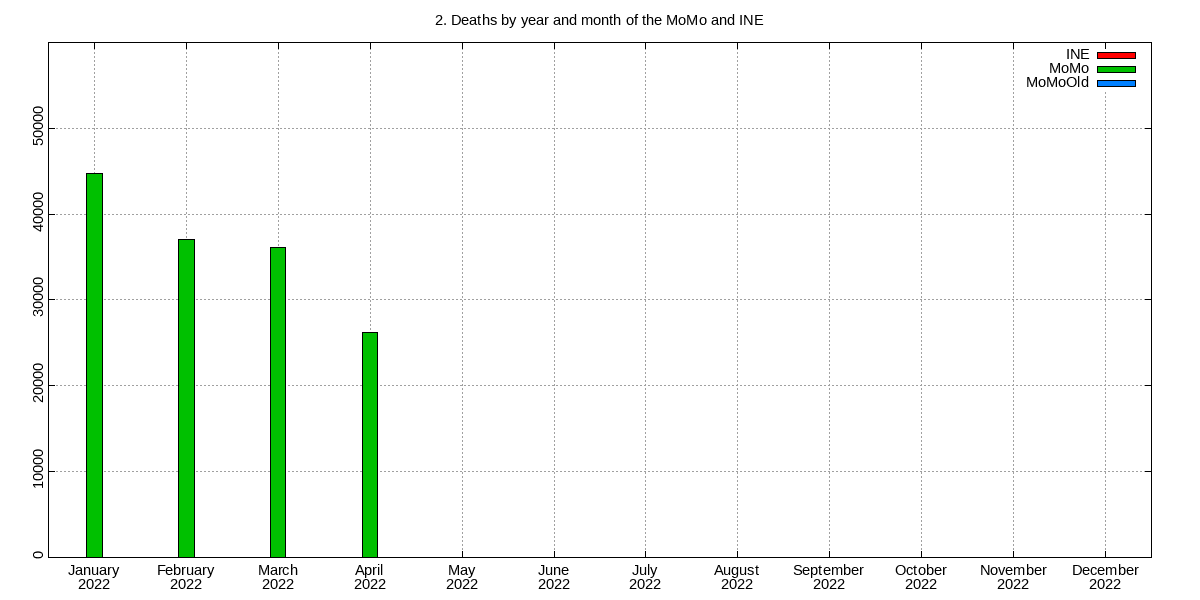 2. Deaths by year and month of the MoMo and INE
INE
MoMo
MoMoOld
50000
40000
30000
20000
10000
0
January February March April May June July August September October November December
2022 2022 2022 2022 2022 2022 2022 2022 2022 2022 2022 2022